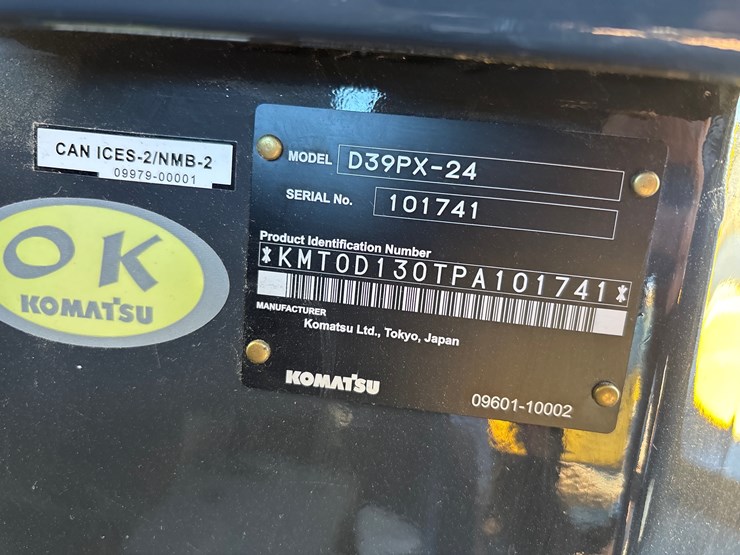 CAN ICES-2/NMB-2
09979-00001
OK
KOMATSU
MODEL D39PX-24
SERIAL No. 101741
Product Identification Number
*KMT0D130TPA101741*
MANUFACTURER
Komatsu Ltd., Tokyo, Japan
KOMATSU
09601-10002